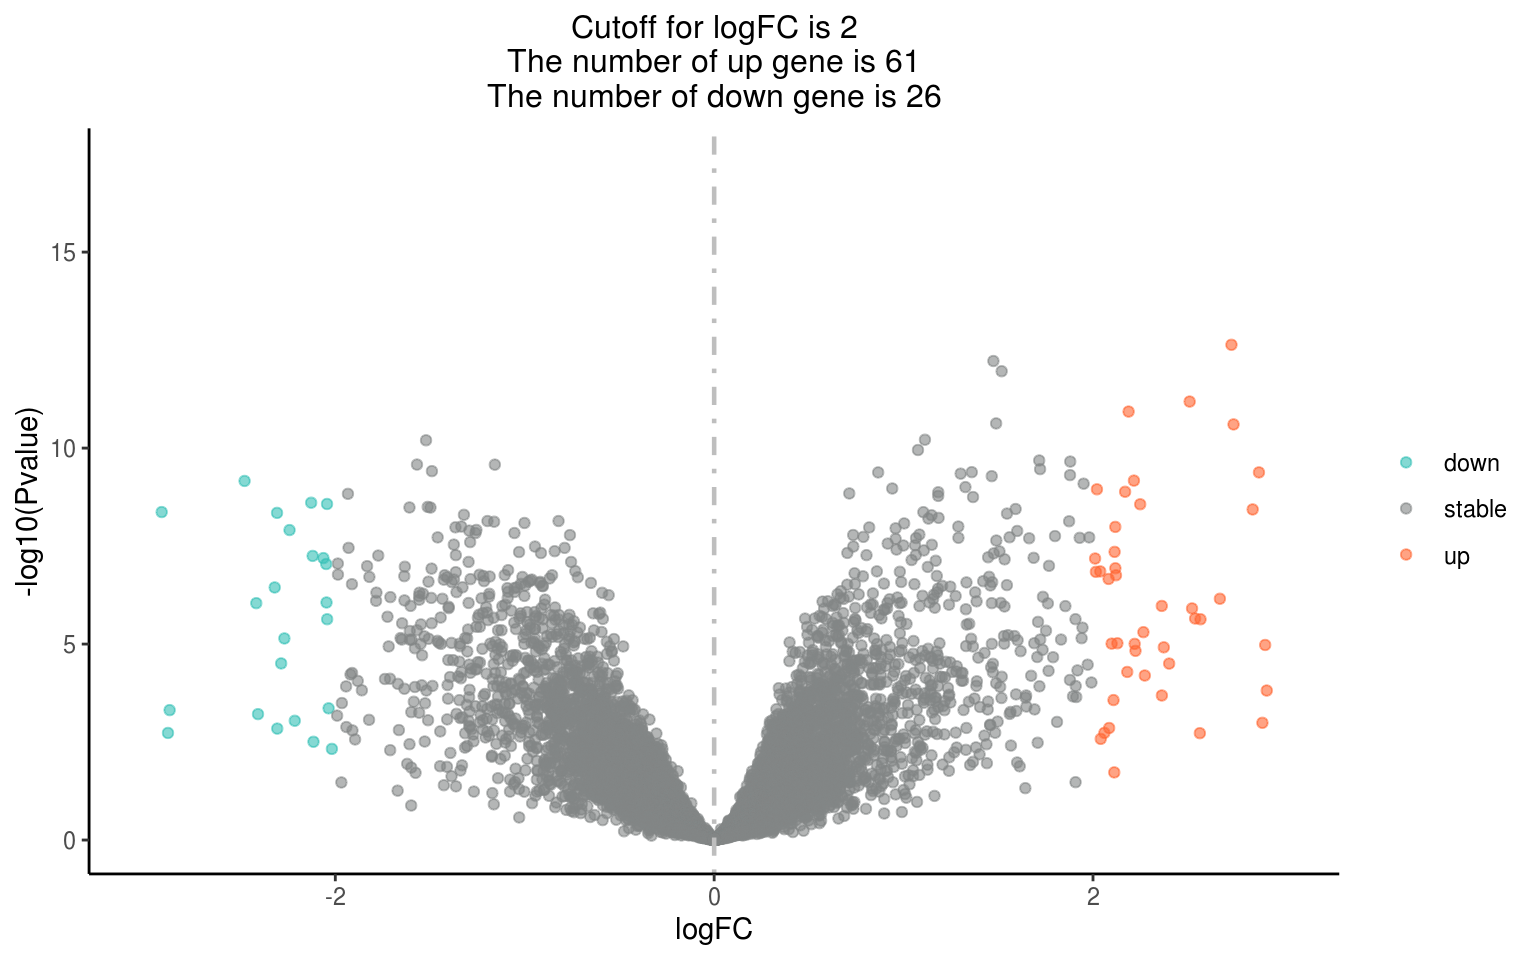 Cutoff for logFC is 2
The number of up gene is 61
The number of down gene is 26
-log10(Pvalue)
15
10
5
0
-2
0
2
logFC
down
stable
up